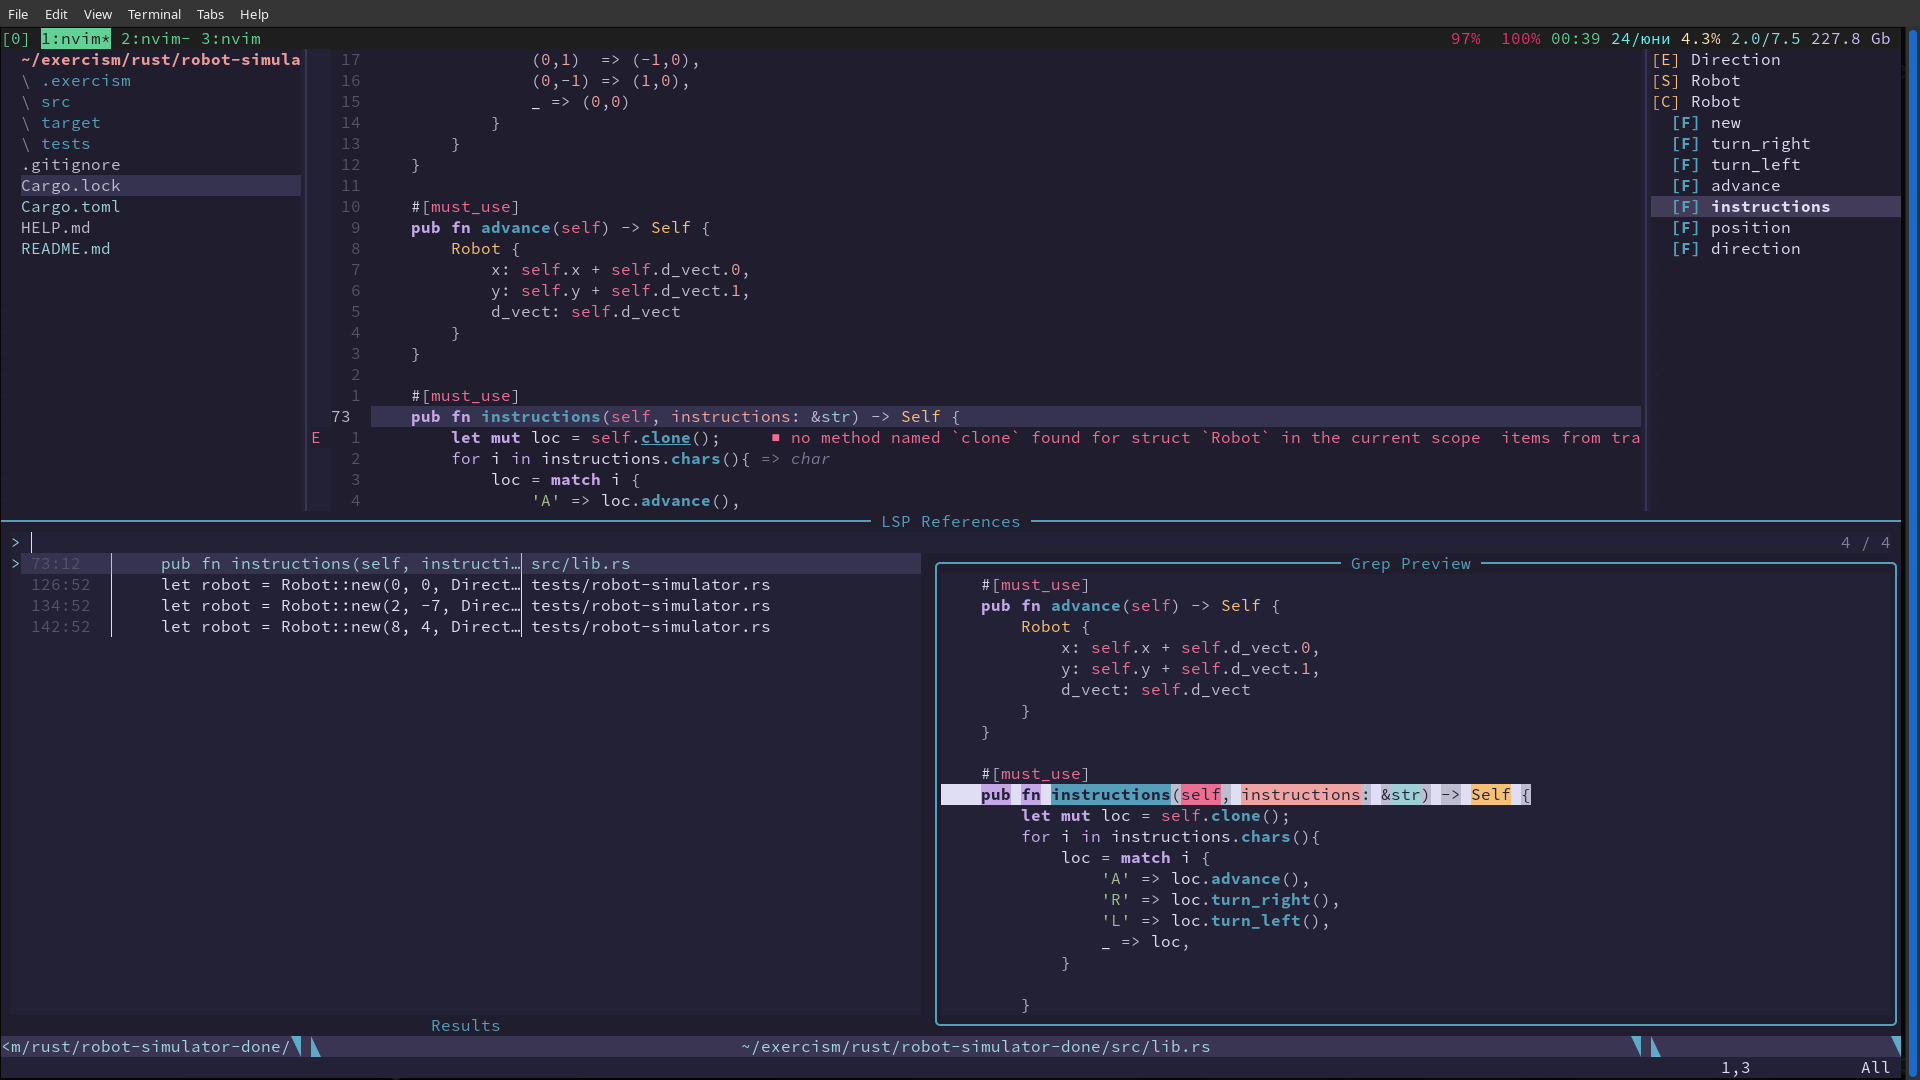 File Edit View Terminal Tabs Help
[0] 1:nvim* 2:nvim- 3:nvim 97% 100% 00:39 24/юни 4.3% 2.0/7.5 227.8 Gb
~/exercism/rust/robot-simula
\ .exercism
\ src
\ target
\ tests
.gitignore
Cargo.lock
Cargo.toml
HELP.md
README.md
17 (0,1)  => (-1,0),
16 (0,-1) => (1,0),
15 _ => (0,0)
14 }
13 }
12 }
11
10 #[must_use]
9 pub fn advance(self) -> Self {
8 Robot {
7 x: self.x + self.d_vect.0,
6 y: self.y + self.d_vect.1,
5 d_vect: self.d_vect
4 }
3 }
2
1 #[must_use]
73 pub fn instructions(self, instructions: &str) -> Self {
E 1 let mut loc = self.clone(); ■ no method named `clone` found for struct `Robot` in the current scope  items from tra
2 for i in instructions.chars(){ => char
3 loc = match i {
4 'A' => loc.advance(),
[E] Direction
[S] Robot
[C] Robot
[F] new
[F] turn_right
[F] turn_left
[F] advance
[F] instructions
[F] position
[F] direction
LSP References
> 4 / 4
> 73:12 pub fn instructions(self, instructi… src/lib.rs
126:52 let robot = Robot::new(0, 0, Direct… tests/robot-simulator.rs
134:52 let robot = Robot::new(2, -7, Direc… tests/robot-simulator.rs
142:52 let robot = Robot::new(8, 4, Direct… tests/robot-simulator.rs
Results
Grep Preview
#[must_use]
pub fn advance(self) -> Self {
Robot {
x: self.x + self.d_vect.0,
y: self.y + self.d_vect.1,
d_vect: self.d_vect
}
}
#[must_use]
pub fn instructions(self, instructions: &str) -> Self {
let mut loc = self.clone();
for i in instructions.chars(){
loc = match i {
'A' => loc.advance(),
'R' => loc.turn_right(),
'L' => loc.turn_left(),
_ => loc,
}
}
<m/rust/robot-simulator-done/ ~/exercism/rust/robot-simulator-done/src/lib.rs
1,3 All